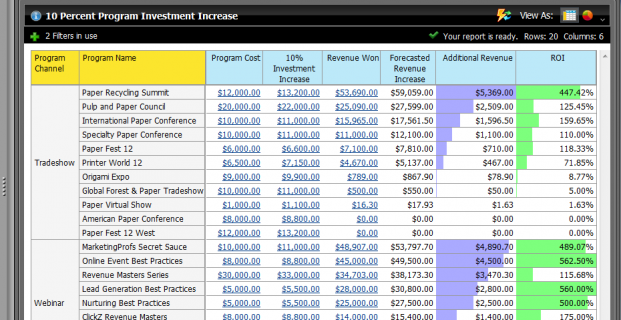 10 Percent Program Investment Increase View As:
2 Filters in use Your report is ready. Rows: 20 Columns: 6
Program Channel Program Name Program Cost 10% Investment Increase Revenue Won Forecasted Revenue Increase Additional Revenue ROI
Tradeshow
Paper Recycling Summit $12,000.00 $13,200.00 $53,690.00 $59,059.00 $5,369.00 447.42%
Pulp and Paper Council $20,000.00 $22,000.00 $25,090.00 $27,599.00 $2,509.00 125.45%
International Paper Conference $10,000.00 $11,000.00 $15,965.00 $17,561.50 $1,596.50 159.65%
Specialty Paper Conference $10,000.00 $11,000.00 $11,000.00 $12,100.00 $1,100.00 110.00%
Paper Fest 12 $6,000.00 $6,600.00 $7,100.00 $7,810.00 $710.00 118.33%
Printer World 12 $6,500.00 $7,150.00 $4,670.00 $5,137.00 $467.00 71.85%
Origami Expo $9,000.00 $9,900.00 $789.00 $867.90 $78.90 8.77%
Global Forest & Paper Tradeshow $10,000.00 $11,000.00 $500.00 $550.00 $50.00 5.00%
Paper Virtual Show $1,000.00 $1,100.00 $16.30 $17.93 $1.63 1.63%
American Paper Conference $8,000.00 $8,800.00 $0.00 $0.00 $0.00 0.00%
Paper Fest 12 West $12,000.00 $13,200.00 $0.00 $0.00 $0.00 0.00%
Webinar
MarketingProfs Secret Sauce $10,000.00 $11,000.00 $48,907.00 $53,797.70 $4,890.70 489.07%
Online Event Best Practices $8,000.00 $8,800.00 $45,000.00 $49,500.00 $4,500.00 562.50%
Revenue Masters Series $30,000.00 $33,000.00 $34,703.00 $38,173.30 $3,470.30 115.68%
Lead Generation Best Practices $5,000.00 $5,500.00 $28,000.00 $30,800.00 $2,800.00 560.00%
Nurturing Best Practices $5,000.00 $5,500.00 $25,000.00 $27,500.00 $2,500.00 500.00%
ClickZ Revenue Masters $8,000.00 $8,800.00 $14,000.00 $15,400.00 $1,400.00 175.00%